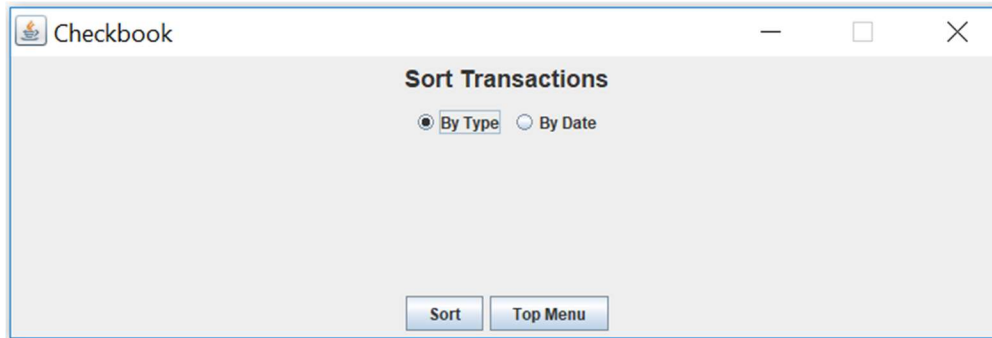 Checkbook
Sort Transactions
By Type By Date
Sort Top Menu